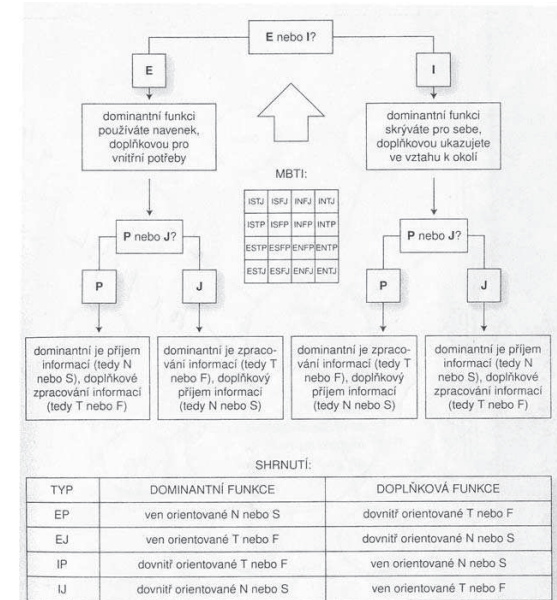 E nebo I?
E
I
dominantní funkci
používáte navenek,
doplňkovou pro
vnitřní potřeby
dominantní funkci
skrýváte pro sebe,
doplňkovou ukazujete
ve vztahu k okolí
MBTI:
ISTJ ISFJ INFJ INTJ
ISTP ISFP INFP INTP
ESTP ESFP ENFP ENTP
ESTJ ESFJ ENFJ ENTJ
P nebo J?
P nebo J?
P
J
P
J
dominantní je příjem
informací (tedy N
nebo S), doplňkové
zpracování informací
(tedy T nebo F)
dominantní je zpraco-
vání informací (tedy T
nebo F), doplňkový
příjem informací
(tedy N nebo S)
dominantní je zpraco-
vání informací (tedy T
nebo F), doplňkový
příjem informací
(tedy N nebo S)
dominantní je příjem
informací (tedy N
nebo S), doplňkové
zpracování informací
(tedy T nebo F)
SHRNUTÍ:
TYP DOMINANTNÍ FUNKCE DOPLŇKOVÁ FUNKCE
EP ven orientované N nebo S dovnitř orientované T nebo F
EJ ven orientované T nebo F dovnitř orientované N nebo S
IP dovnitř orientované T nebo F ven orientované N nebo S
IJ dovnitř orientované N nebo S ven orientované T nebo F